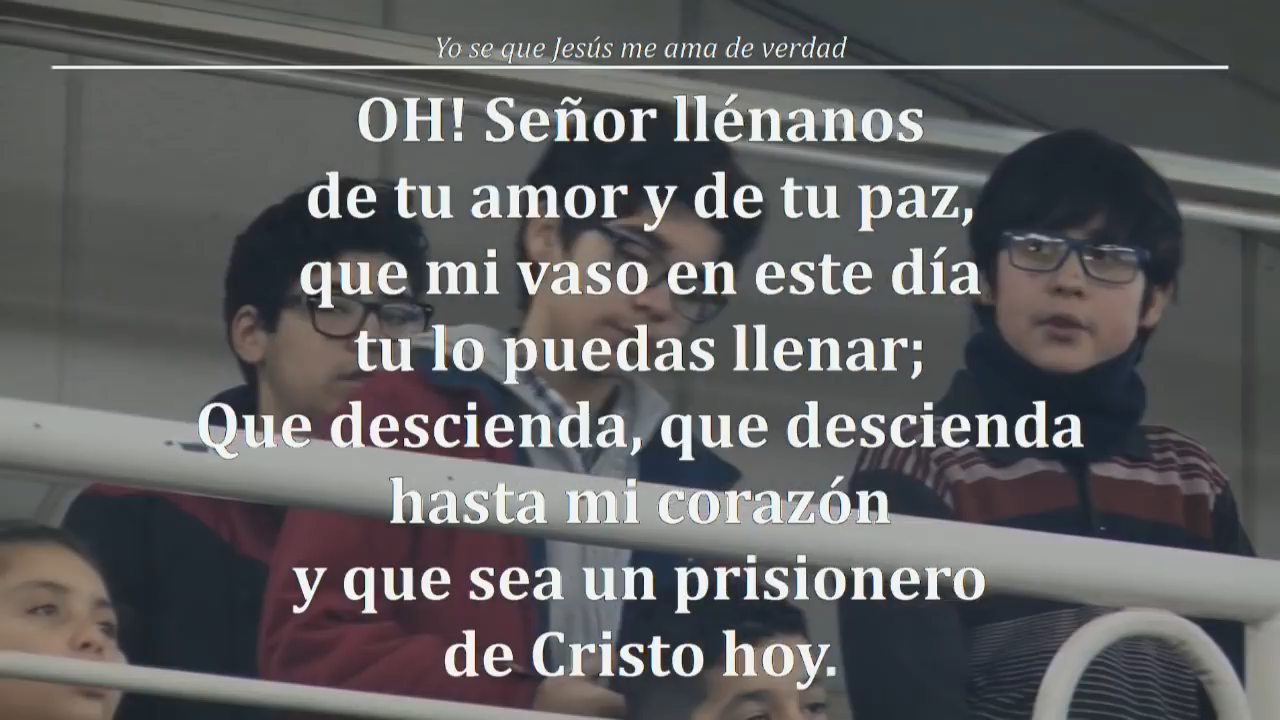 Yo se que Jesús me ama de verdad
OH! Señor llénanos
de tu amor y de tu paz,
que mi vaso en este día
tu lo puedas llenar;
Que descienda, que descienda
hasta mi corazón
y que sea un prisionero
de Cristo hoy.